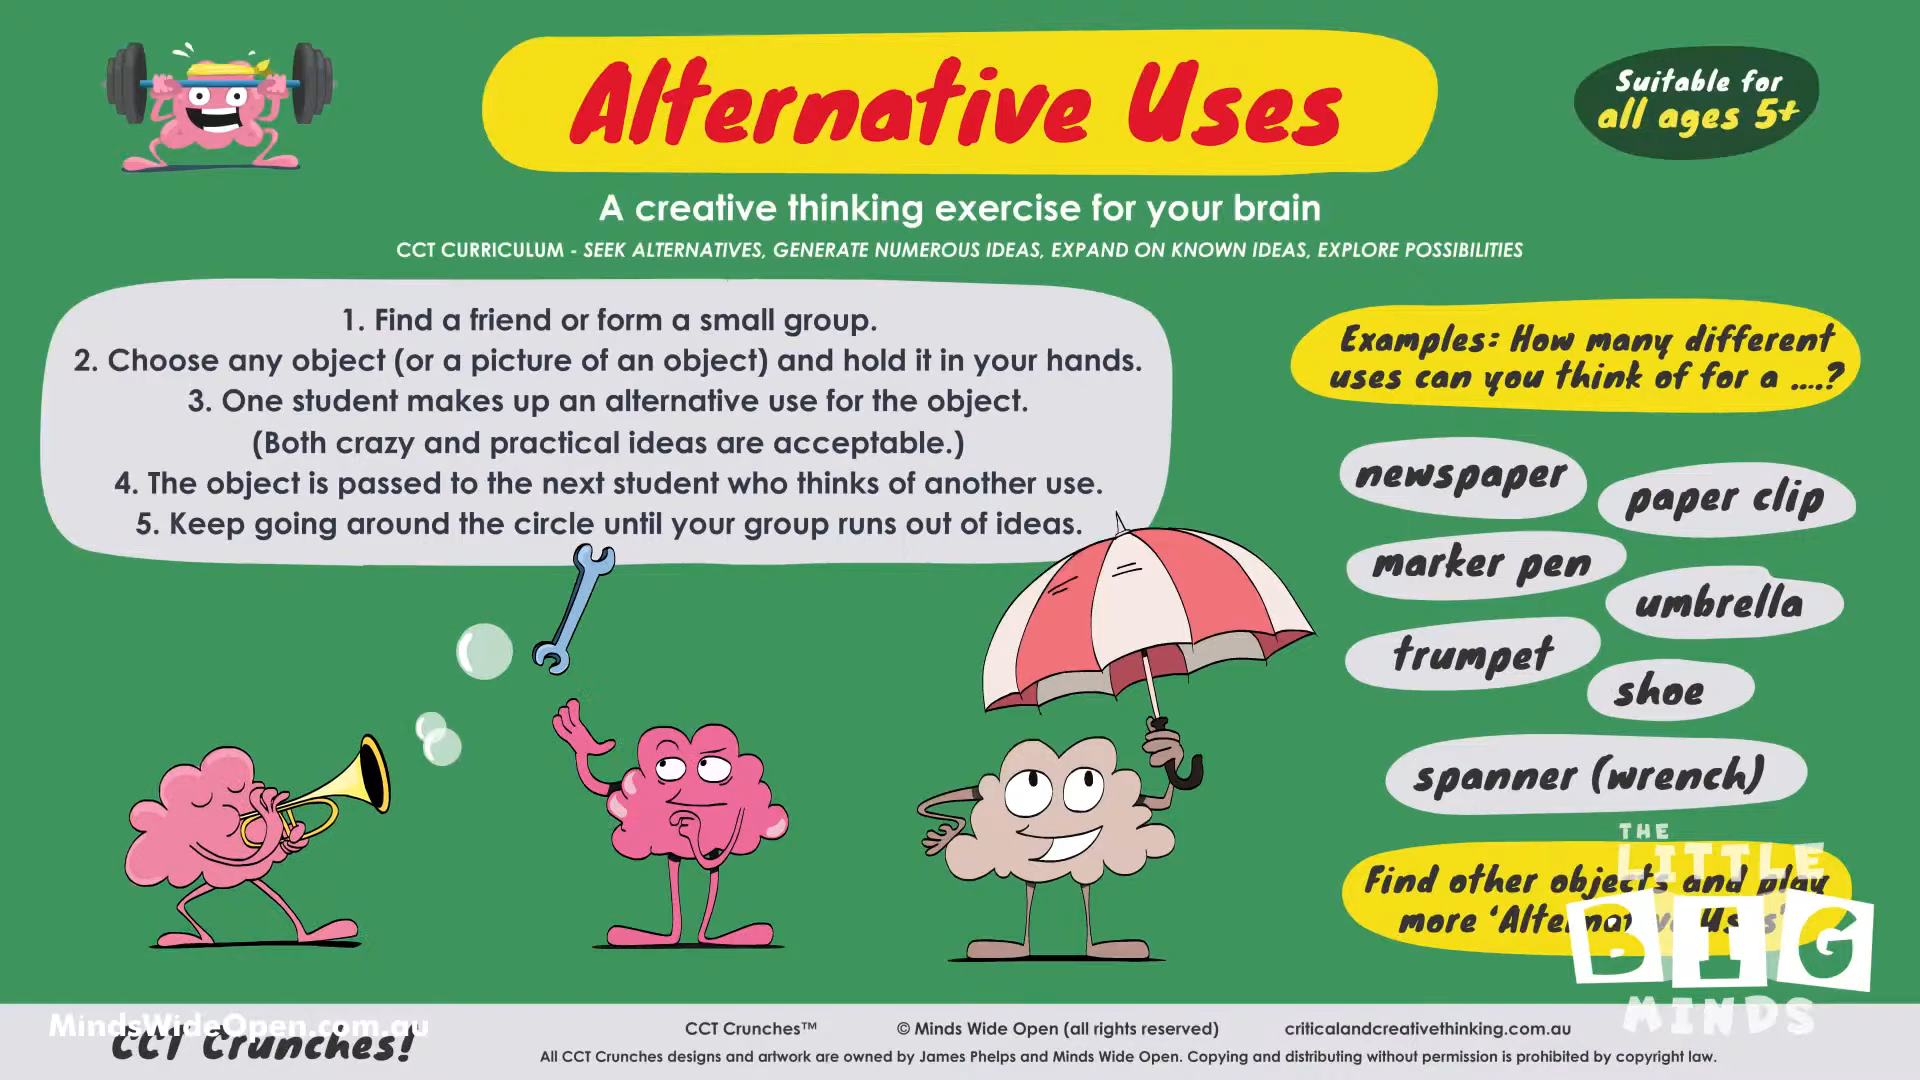 Alternative Uses
Suitable for
all ages 5+
A creative thinking exercise for your brain
CCT CURRICULUM - SEEK ALTERNATIVES, GENERATE NUMEROUS IDEAS, EXPAND ON KNOWN IDEAS, EXPLORE POSSIBILITIES
1. Find a friend or form a small group.
2. Choose any object (or a picture of an object) and hold it in your hands.
3. One student makes up an alternative use for the object.
(Both crazy and practical ideas are acceptable.)
4. The object is passed to the next student who thinks of another use.
5. Keep going around the circle until your group runs out of ideas.
Examples: How many different
uses can you think of for a ....?
newspaper
paper clip
marker pen
umbrella
trumpet
shoe
spanner (wrench)
Find other objects and play
more 'Alternative Uses'
THE
LITTLE
BIG
MINDS
MindsWideOpen.com.au
CCT Crunches!
CCT Crunches™
© Minds Wide Open (all rights reserved)
criticalandcreativethinking.com.au
All CCT Crunches designs and artwork are owned by James Phelps and Minds Wide Open. Copying and distributing without permission is prohibited by copyright law.